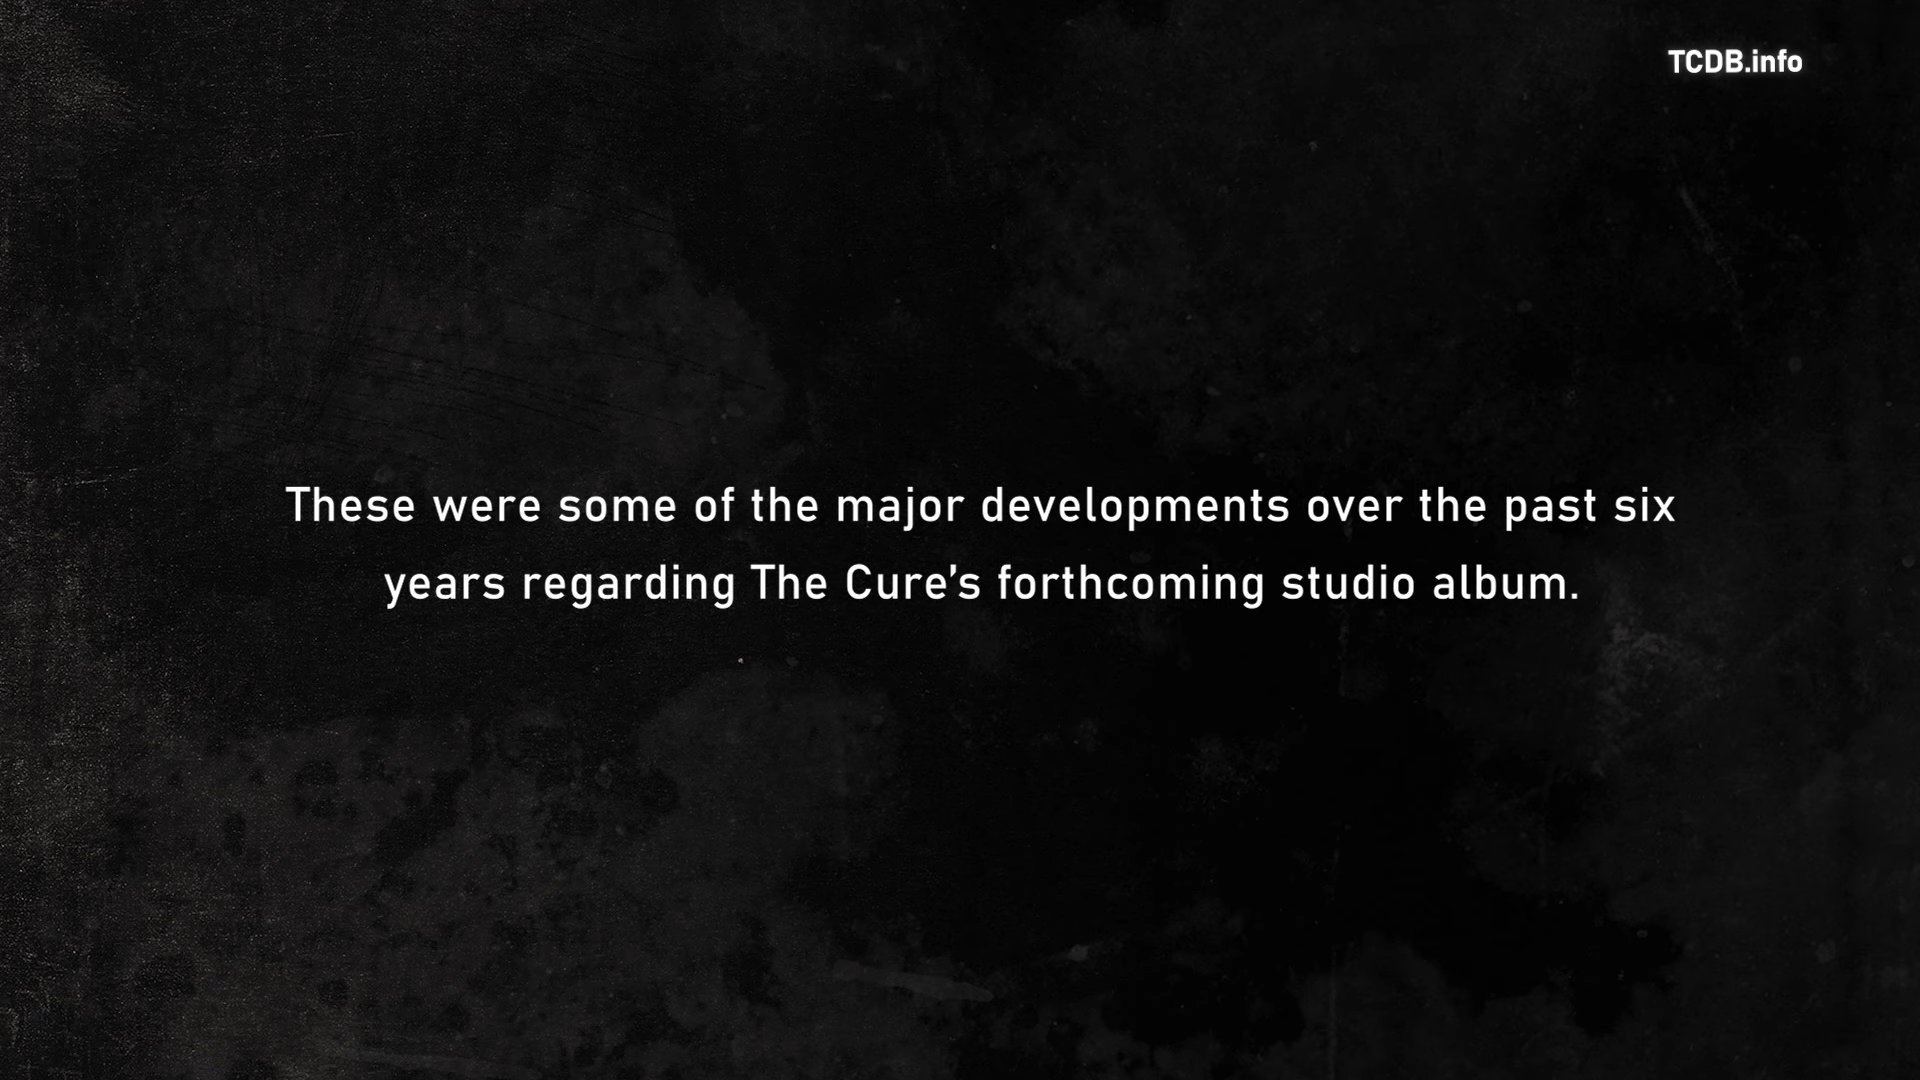 TCDB.info
These were some of the major developments over the past six
years regarding The Cure’s forthcoming studio album.